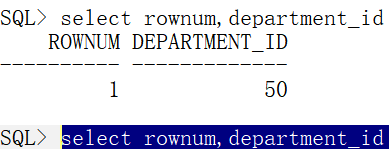 SQL> select rownum,department_id
ROWNUM DEPARTMENT_ID
---------- -------------
1 50
SQL> select rownum,department_id